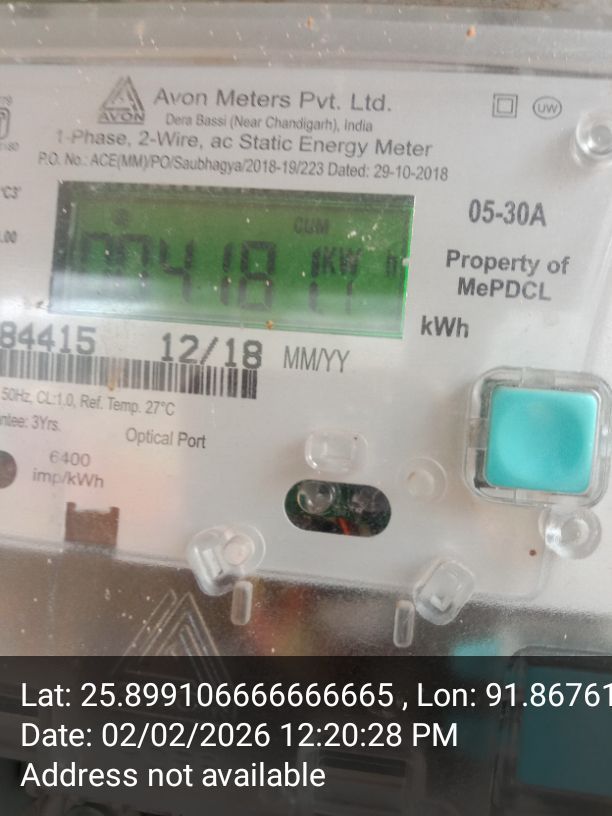 Avon Meters Pvt. Ltd.
AVON
UW
Dera Bassi (Near Chandigarh), India
1-Phase, 2-Wire, ac Static Energy Meter
P.O. No.: ACE(MM)/PO/Saubhagya/2018-19/223 Dated: 29-10-2018
05-30A
CUM
kWh
Property of
MePDCL
kWh
84415 12/18 MM/YY
50Hz, CL:1.0, Ref. Temp. 27°C
3Yrs.
Optical Port
6400
imp/kWh
Lat: 25.899106666666665 , Lon: 91.86761
Date: 02/02/2026 12:20:28 PM
Address not available